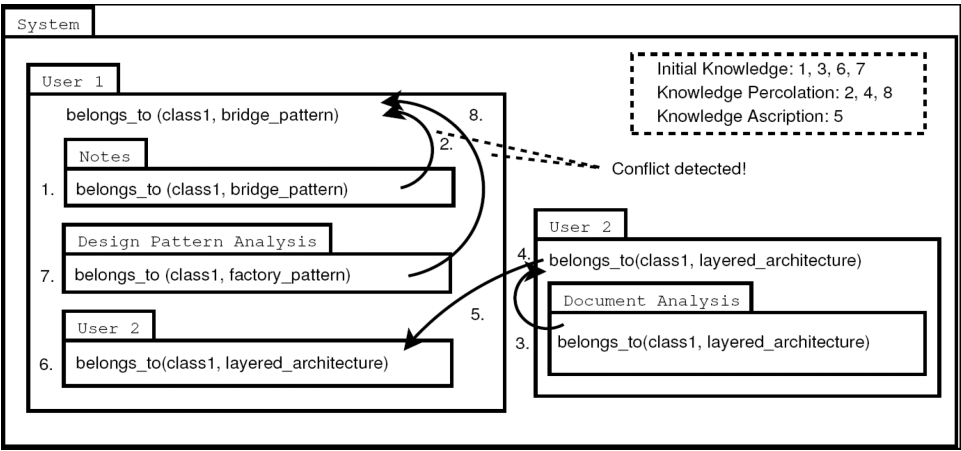 System
User 1
Initial Knowledge: 1, 3, 6, 7
Knowledge Percolation: 2, 4, 8
Knowledge Ascription: 5
belongs_to (class1, bridge_pattern)
8.
2.
Conflict detected!
Notes
1.
belongs_to (class1, bridge_pattern)
Design Pattern Analysis
7.
belongs_to (class1, factory_pattern)
User 2
6.
belongs_to(class1, layered_architecture)
5.
User 2
4.
belongs_to(class1, layered_architecture)
Document Analysis
3.
belongs_to(class1, layered_architecture)